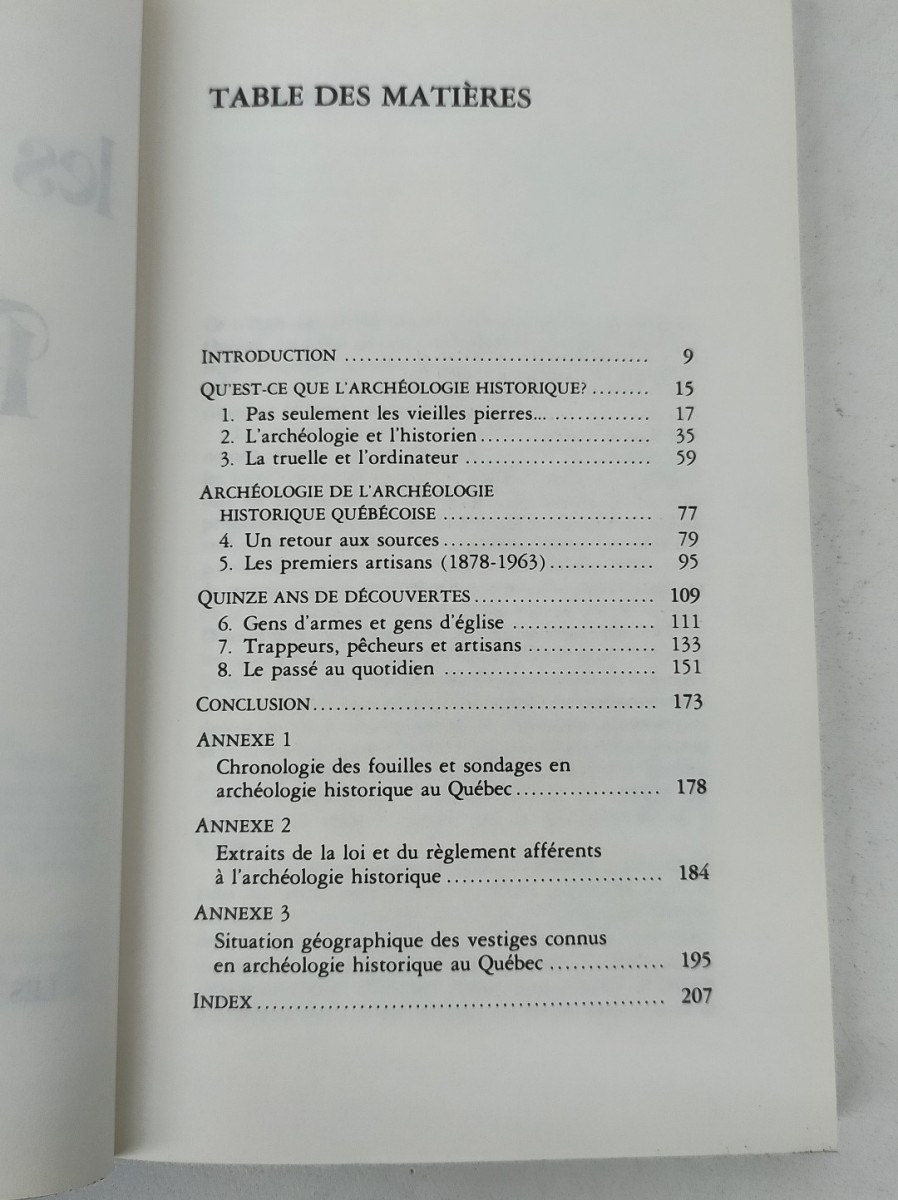 TABLE DES MATIÈRES
INTRODUCTION ........................................ 9
QU'EST-CE QUE L'ARCHÉOLOGIE HISTORIQUE? ........ 15
1. Pas seulement les vieilles pierres... ............. 17
2. L'archéologie et l'historien ....................... 35
3. La truelle et l'ordinateur ......................... 59
ARCHÉOLOGIE DE L'ARCHÉOLOGIE
HISTORIQUE QUÉBÉCOISE ............................ 77
4. Un retour aux sources ............................ 79
5. Les premiers artisans (1878-1963) .............. 95
QUINZE ANS DE DÉCOUVERTES ........................ 109
6. Gens d'armes et gens d'église ................... 111
7. Trappeurs, pêcheurs et artisans ................. 133
8. Le passé au quotidien ............................ 151
CONCLUSION .............................................. 173
ANNEXE 1
Chronologie des fouilles et sondages en
archéologie historique au Québec ................... 178
ANNEXE 2
Extraits de la loi et du règlement afférents
à l'archéologie historique ............................. 184
ANNEXE 3
Situation géographique des vestiges connus
en archéologie historique au Québec ............... 195
INDEX ...................................................... 207